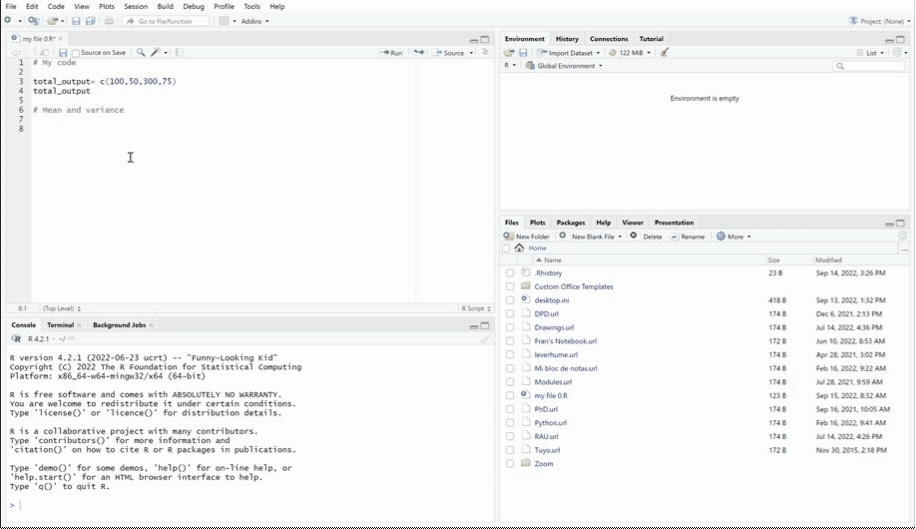 File Edit Code View Plots Session Build Debug Profile Tools Help
Go to file/function Addins Project: (None)
my file 0.R*
Source on Save Run Source
1 # My code
2
3 total_output= c(100,50,300,75)
4 total_output
5
6 # Mean and variance
7
8
8:1 (Top Level) R Script
Console Terminal Background Jobs
R 4.2.1 · ~/
R version 4.2.1 (2022-06-23 ucrt) -- "Funny-Looking Kid"
Copyright (C) 2022 The R Foundation for Statistical Computing
Platform: x86_64-w64-mingw32/x64 (64-bit)
R is free software and comes with ABSOLUTELY NO WARRANTY.
You are welcome to redistribute it under certain conditions.
Type 'license()' or 'licence()' for distribution details.
R is a collaborative project with many contributors.
Type 'contributors()' for more information and
'citation()' on how to cite R or R packages in publications.
Type 'demo()' for some demos, 'help()' for on-line help, or
'help.start()' for an HTML browser interface to help.
Type 'q()' to quit R.
>
Environment History Connections Tutorial
Import Dataset 122 MiB List
R Global Environment
Environment is empty
Files Plots Packages Help Viewer Presentation
New Folder New Blank File Delete Rename More
Home
Name Size Modified
.Rhistory 23 B Sep 14, 2022, 3:26 PM
Custom Office Templates
desktop.ini 418 B Sep 13, 2022, 1:32 PM
DPD.url 174 B Dec 6, 2021, 2:13 PM
Drawings.url 174 B Jul 14, 2022, 4:36 PM
Fran's Notebook.url 172 B Jun 10, 2022, 8:53 AM
leverhume.url 174 B Apr 28, 2021, 3:02 PM
Mi bloc de notas.url 174 B Feb 16, 2022, 9:22 AM
Modules.url 174 B Jul 28, 2021, 9:59 AM
my file 0.R 123 B Sep 15, 2022, 8:32 AM
PhD.url 174 B Sep 16, 2021, 10:05 AM
Python.url 174 B Feb 16, 2022, 9:41 AM
RAU.url 174 B Jul 14, 2022, 4:26 PM
Tuyo.url 172 B Nov 30, 2015, 2:18 PM
Zoom